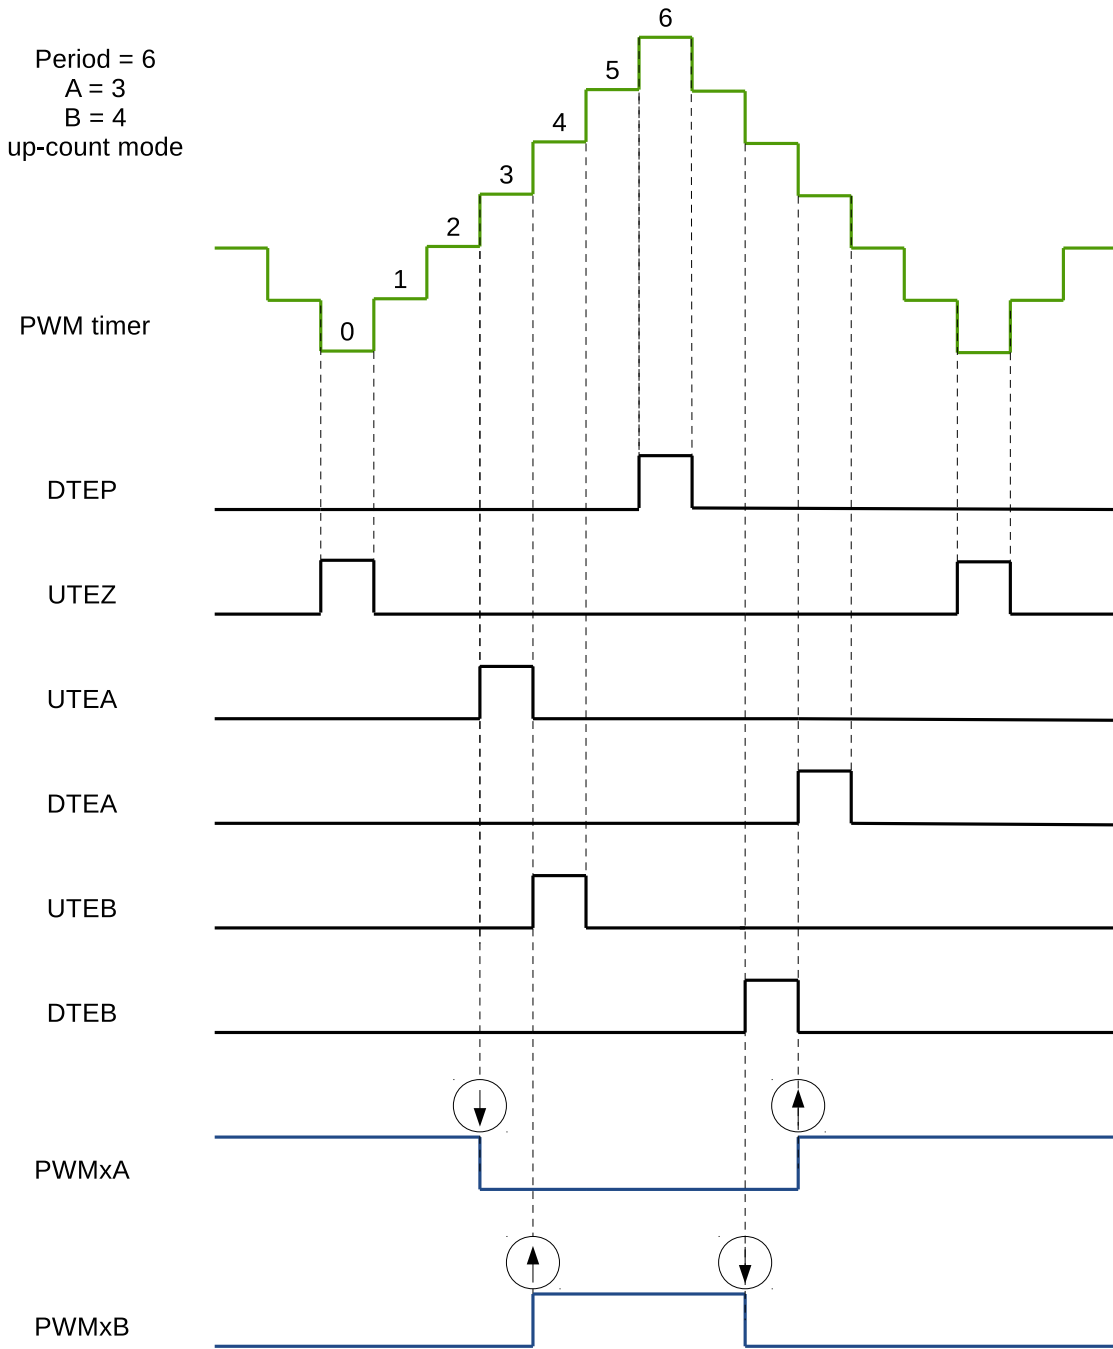 6
Period = 6
A = 3
B = 4
up-count mode
5
4
3
2
1
0
PWM timer
DTEP
UTEZ
UTEA
DTEA
UTEB
DTEB
PWMxA
PWMxB